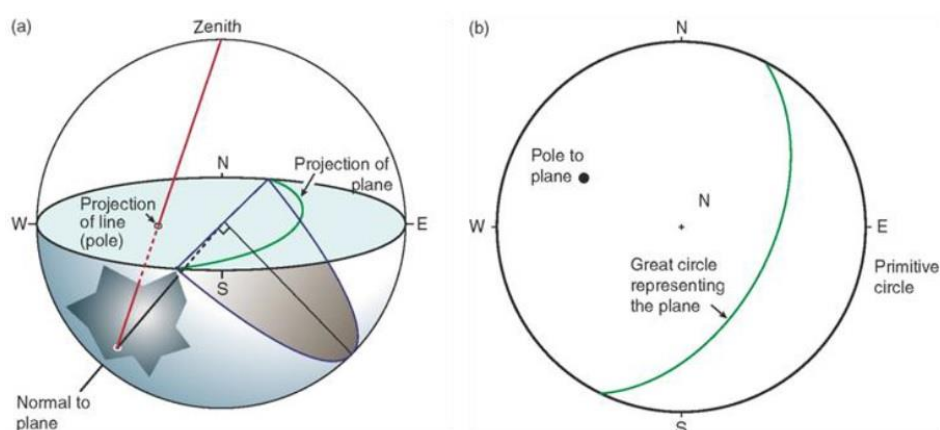 (a)
Zenith
N
Projection of
plane
Projection
of line
(pole)
W
E
S
Normal to
plane
(b)
N
Pole to
plane
N
W
E
Great circle
representing
the plane
Primitive
circle
S